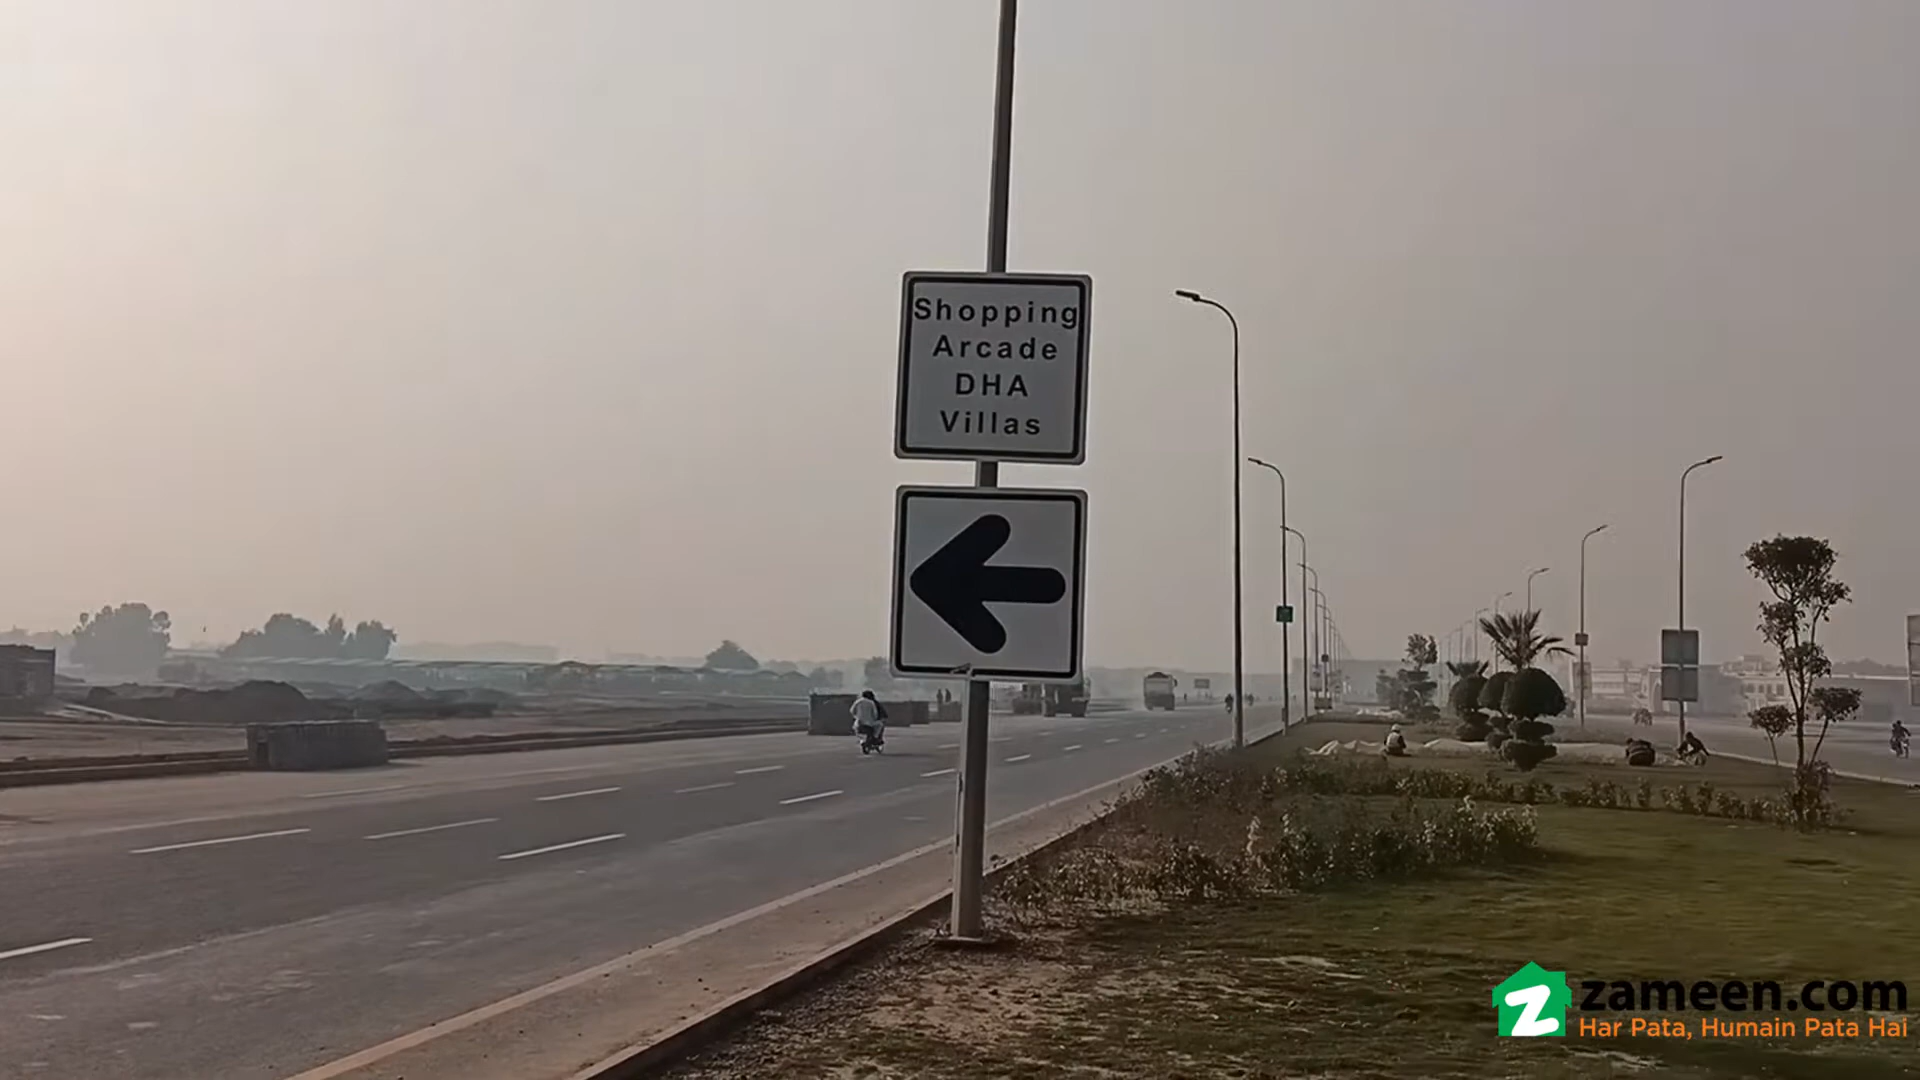 Shopping
Arcade
DHA
Villas
zameen.com
Har Pata, Humain Pata Hai